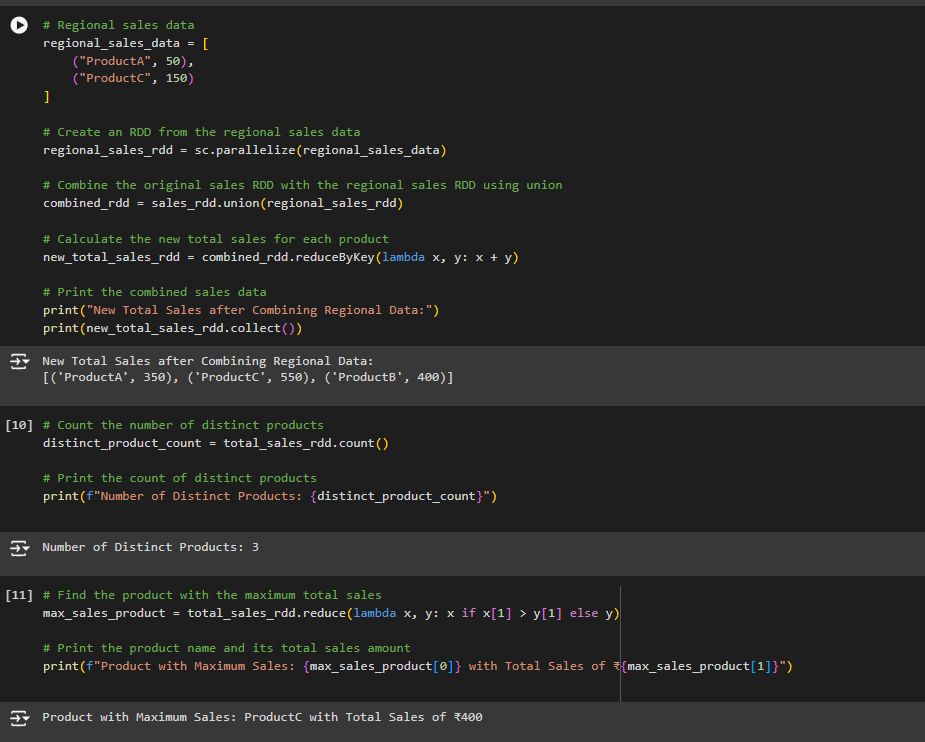 # Regional sales data
regional_sales_data = [
    ("ProductA", 50),
    ("ProductC", 150)
]
# Create an RDD from the regional sales data
regional_sales_rdd = sc.parallelize(regional_sales_data)
# Combine the original sales RDD with the regional sales RDD using union
combined_rdd = sales_rdd.union(regional_sales_rdd)
# Calculate the new total sales for each product
new_total_sales_rdd = combined_rdd.reduceByKey(lambda x, y: x + y)
# Print the combined sales data
print("New Total Sales after Combining Regional Data:")
print(new_total_sales_rdd.collect())
New Total Sales after Combining Regional Data:
[('ProductA', 350), ('ProductC', 550), ('ProductB', 400)]
[10] # Count the number of distinct products
distinct_product_count = total_sales_rdd.count()
# Print the count of distinct products
print(f"Number of Distinct Products: {distinct_product_count}")
Number of Distinct Products: 3
[11] # Find the product with the maximum total sales
max_sales_product = total_sales_rdd.reduce(lambda x, y: x if x[1] > y[1] else y)
# Print the product name and its total sales amount
print(f"Product with Maximum Sales: {max_sales_product[0]} with Total Sales of ₹{max_sales_product[1]}")
Product with Maximum Sales: ProductC with Total Sales of ₹400